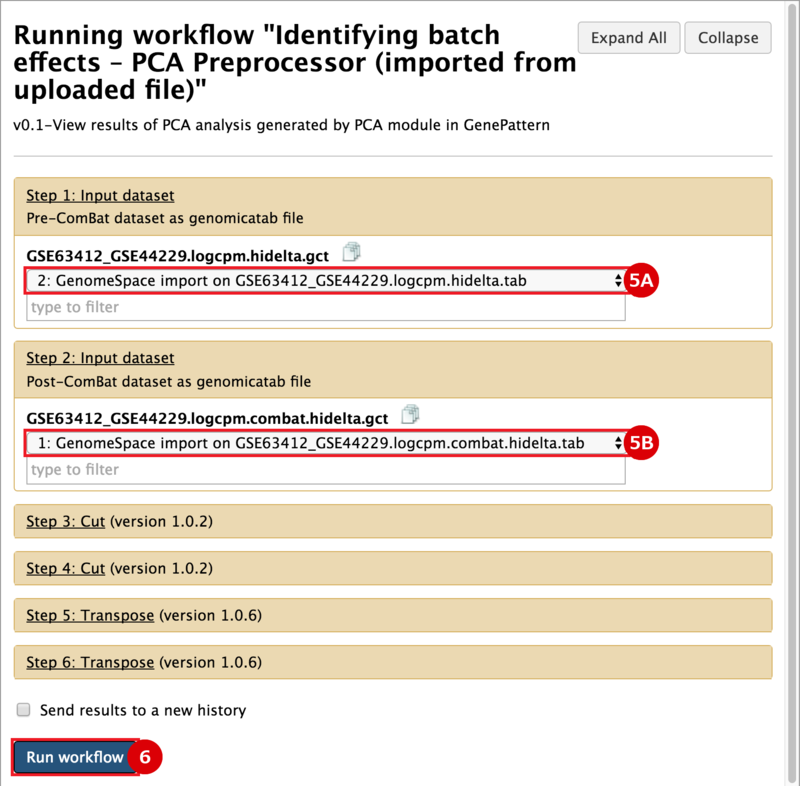 Running workflow "Identifying batch
effects – PCA Preprocessor (imported from
uploaded file)"
Expand All
Collapse
v0.1-View results of PCA analysis generated by PCA module in GenePattern
Step 1: Input dataset
Pre-ComBat dataset as genomicatab file
GSE63412_GSE44229.logcpm.hidelta.gct
2: GenomeSpace import on GSE63412_GSE44229.logcpm.hidelta.tab
5A
type to filter
Step 2: Input dataset
Post-ComBat dataset as genomicatab file
GSE63412_GSE44229.logcpm.combat.hidelta.gct
1: GenomeSpace import on GSE63412_GSE44229.logcpm.combat.hidelta.tab
5B
type to filter
Step 3: Cut (version 1.0.2)
Step 4: Cut (version 1.0.2)
Step 5: Transpose (version 1.0.6)
Step 6: Transpose (version 1.0.6)
Send results to a new history
Run workflow
6